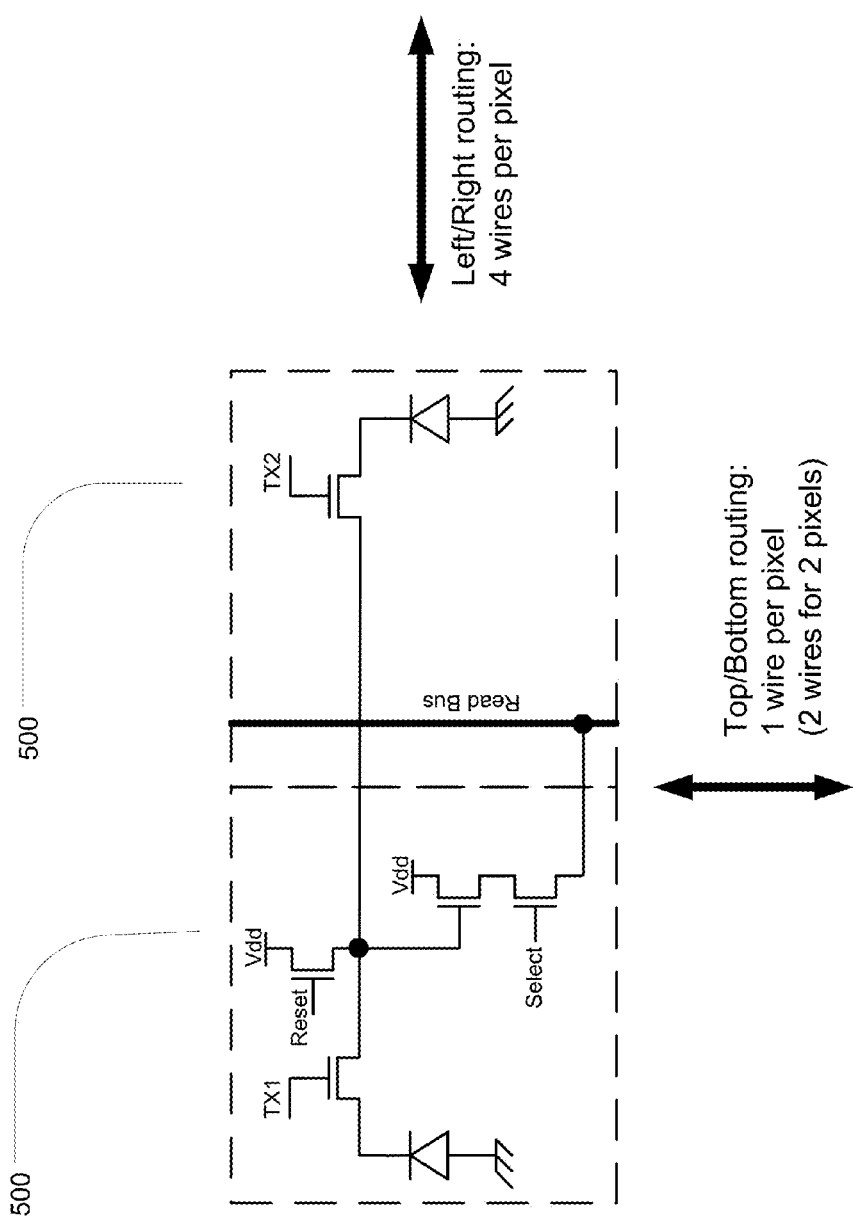 500
500
TX1
Reset
Vdd
Vdd
Select
Read Bus
TX2
Top/Bottom routing:
1 wire per pixel
(2 wires for 2 pixels)
Left/Right routing:
4 wires per pixel